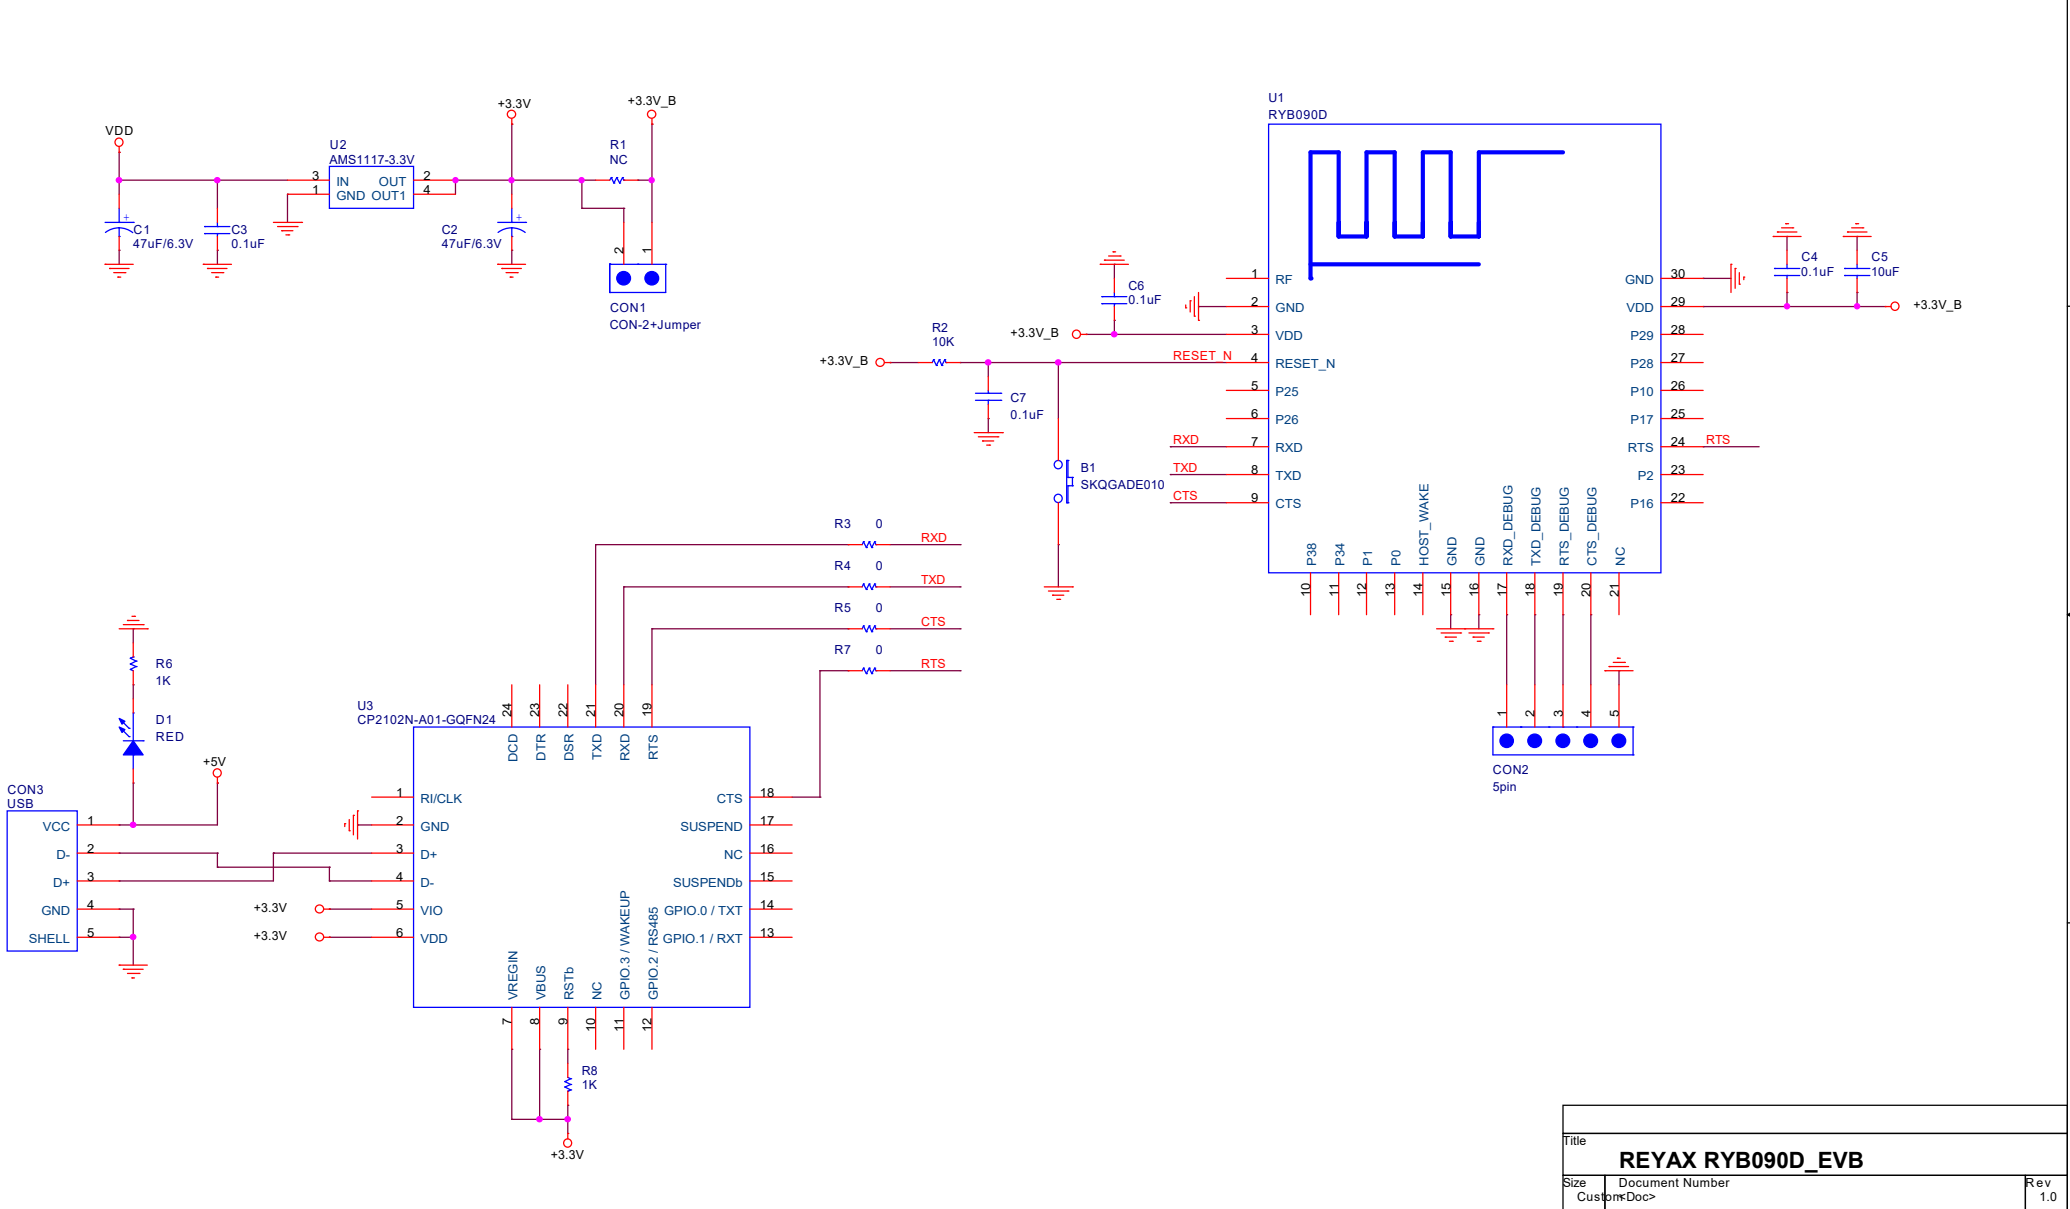 VDD
+3.3V
+3.3V_B
U2
AMS1117-3.3V
3
1
IN
GND
OUT
OUT1
2
4
R1
NC
+
C1
47uF/6.3V
C3
0.1uF
+
C2
47uF/6.3V
2
1
CON1
CON-2+Jumper
U1
RYB090D
1
RF
2
GND
3
VDD
4
RESET_N
5
P25
6
P26
7
RXD
8
TXD
9
CTS
GND
30
VDD
29
P29
28
P28
27
P10
26
P17
25
RTS
24
RTS
P2
23
P16
22
C4
0.1uF
C5
10uF
+3.3V_B
C6
0.1uF
+3.3V_B
R2
10K
+3.3V_B
RESET_N
C7
0.1uF
RXD
TXD
CTS
B1
SKQGADE010
P38
P34
P1
P0
HOST_WAKE
GND
GND
RXD_DEBUG
TXD_DEBUG
RTS_DEBUG
CTS_DEBUG
NC
10
11
12
13
14
15
16
17
18
19
20
21
1
2
3
4
5
CON2
5pin
R3
0
RXD
R4
0
TXD
R5
0
CTS
R7
0
RTS
R6
1K
D1
RED
+5V
CON3
USB
VCC
1
D-
2
D+
3
GND
4
SHELL
5
U3
CP2102N-A01-GQFN24
24
23
22
21
20
19
DCD
DTR
DSR
TXD
RXD
RTS
1
RI/CLK
2
GND
3
D+
4
D-
+3.3V
5
VIO
+3.3V
6
VDD
CTS
18
SUSPEND
17
NC
16
SUSPENDb
15
GPIO.0 / TXT
14
GPIO.1 / RXT
13
VREGIN
VBUS
RSTb
NC
GPIO.3 / WAKEUP
GPIO.2 / RS485
7
8
9
10
11
12
R8
1K
+3.3V
Title
REYAX RYB090D_EVB
Size
Document Number
Rev
Custom
<Doc>
1.0